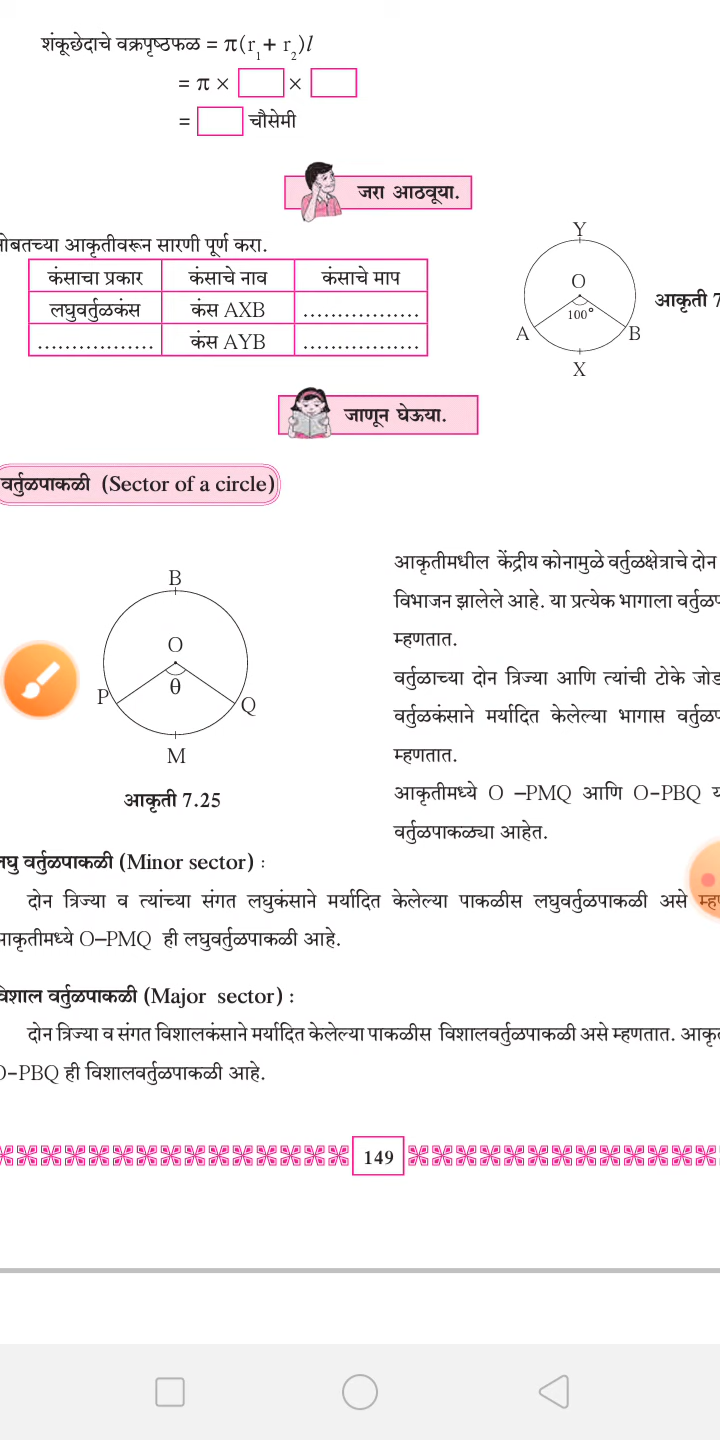 शंकूछेदाचे वक्रपृष्ठफळ = π(r₁+ r₂)l
= π × ×
= चौसेमी
जरा आठवूया.
आकृतीवरून सारणी पूर्ण करा.
कंसाचा प्रकार कंसाचे नाव कंसाचे माप
लघुवर्तुळकंस कंस AXB .................
................. कंस AYB .................
Y
O
100°
A B
X
आकृती 7
जाणून घेऊया.
वर्तुळपाकळी (Sector of a circle)
B
O
θ
P Q
M
आकृती 7.25
आकृतीमधील केंद्रीय कोनामुळे वर्तुळक्षेत्राचे दोन
विभाजन झालेले आहे. या प्रत्येक भागाला
म्हणतात.
वर्तुळाच्या दोन त्रिज्या आणि त्यांची टोके
वर्तुळकंसाने मर्यादित केलेल्या भागास
म्हणतात.
आकृतीमध्ये O –PMQ आणि O-PBQ
वर्तुळपाकळ्या आहेत.
वर्तुळपाकळी (Minor sector) :
दोन त्रिज्या व त्यांच्या संगत लघुकंसाने मर्यादित केलेल्या पाकळीस लघुवर्तुळपाकळी असे
O–PMQ ही लघुवर्तुळपाकळी आहे.
वर्तुळपाकळी (Major sector) :
दोन त्रिज्या व संगत विशालकंसाने मर्यादित केलेल्या पाकळीस विशालवर्तुळपाकळी असे म्हणतात.
O-PBQ ही विशालवर्तुळपाकळी आहे.
149